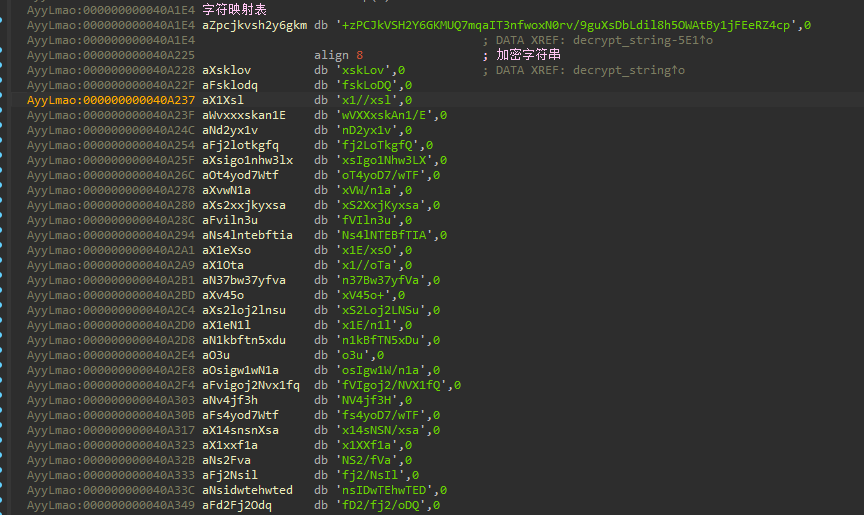 AyyLmao:000000000040A1E4 字符映射表
AyyLmao:000000000040A1E4 aZpcjkvsh2y6gkm db '+zPCJkVSH2Y6GKMUQ7mqaIT3nfwoxN0rv/9guXsDbLdil8h5OWAtBy1jFEeRZ4cp',0
AyyLmao:000000000040A1E4 ; DATA XREF: decrypt_string-5E1↑o
AyyLmao:000000000040A225 align 8 ; 加密字符串
AyyLmao:000000000040A228 aXsklov db 'xskLov',0 ; DATA XREF: decrypt_string↑o
AyyLmao:000000000040A22F aFsklodq db 'fskLoDQ',0
AyyLmao:000000000040A237 aX1Xsl db 'x1//xsl',0
AyyLmao:000000000040A23F aWvxxxskan1E db 'wVXXxskAn1/E',0
AyyLmao:000000000040A24C aNd2yx1v db 'nD2yx1v',0
AyyLmao:000000000040A254 aFj2lotkgfq db 'fj2LoTkgfQ',0
AyyLmao:000000000040A25F aXsigo1nhw3lx db 'xsIgo1Nhw3LX',0
AyyLmao:000000000040A26C aOt4yod7Wtf db 'oT4yoD7/wTF',0
AyyLmao:000000000040A278 aXvwN1a db 'xVW/n1a',0
AyyLmao:000000000040A280 aXs2xxjkyxsa db 'xS2XxjKyxsa',0
AyyLmao:000000000040A28C aFviln3u db 'fVIln3u',0
AyyLmao:000000000040A294 aNs4lntebftia db 'Ns4lNTEBfTIA',0
AyyLmao:000000000040A2A1 aX1eXso db 'x1E/xsO',0
AyyLmao:000000000040A2A9 aX1Ota db 'x1//oTa',0
AyyLmao:000000000040A2B1 aN37bw37yfva db 'n37Bw37yfVa',0
AyyLmao:000000000040A2BD aXv45o db 'xV45o+',0
AyyLmao:000000000040A2C4 aXs2loj2lnsu db 'xS2Loj2LNSu',0
AyyLmao:000000000040A2D0 aX1eN1l db 'x1E/n1l',0
AyyLmao:000000000040A2D8 aN1kbftn5xdu db 'n1kBfTN5xDu',0
AyyLmao:000000000040A2E4 aO3u db 'o3u',0
AyyLmao:000000000040A2E8 aOsigw1wN1a db 'osIgw1W/n1a',0
AyyLmao:000000000040A2F4 aFvigoj2Nvx1fq db 'fVIgoj2/NVX1fQ',0
AyyLmao:000000000040A303 aNv4jf3h db 'NV4jf3H',0
AyyLmao:000000000040A30B aFs4yod7Wtf db 'fs4yoD7/wTF',0
AyyLmao:000000000040A317 aX14snsnXsa db 'x14sNSN/xsa',0
AyyLmao:000000000040A323 aX1xxf1a db 'x1XXf1a',0
AyyLmao:000000000040A32B aNs2Fva db 'NS2/fVa',0
AyyLmao:000000000040A333 aFj2Nsil db 'fj2/NsIl',0
AyyLmao:000000000040A33C aNsidwtehwted db 'nsIDwTEhwTED',0
AyyLmao:000000000040A349 aFd2Fj2Odq db 'fD2/fj2/oDQ',0